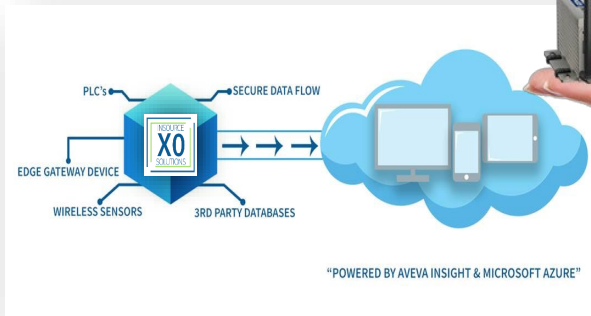 PLC's
SECURE DATA FLOW
INSOURCE
XO
SOLUTIONS
EDGE GATEWAY DEVICE
WIRELESS SENSORS
3RD PARTY DATABASES
“POWERED BY AVEVA INSIGHT & MICROSOFT AZURE”